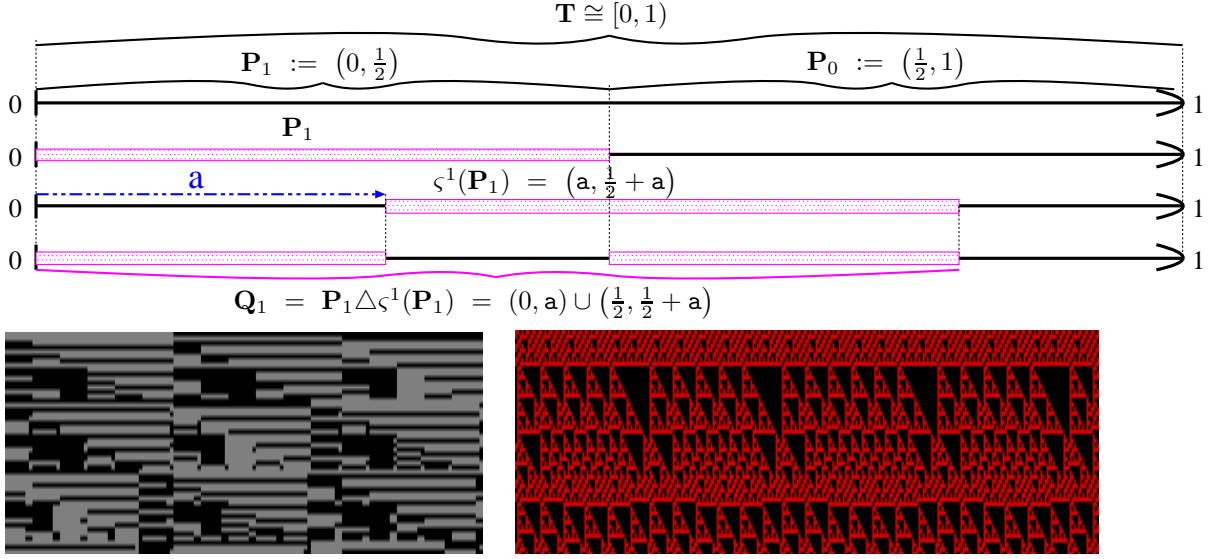 T ≅ [0, 1)
P₁ := (0, ½) P₀ := (½, 1)
0 1
P₁
0 1
a ς¹(P₁) = (a, ½ + a)
0 1
0 1
Q₁ = P₁△ς¹(P₁) = (0, a) ∪ (½, ½ + a)